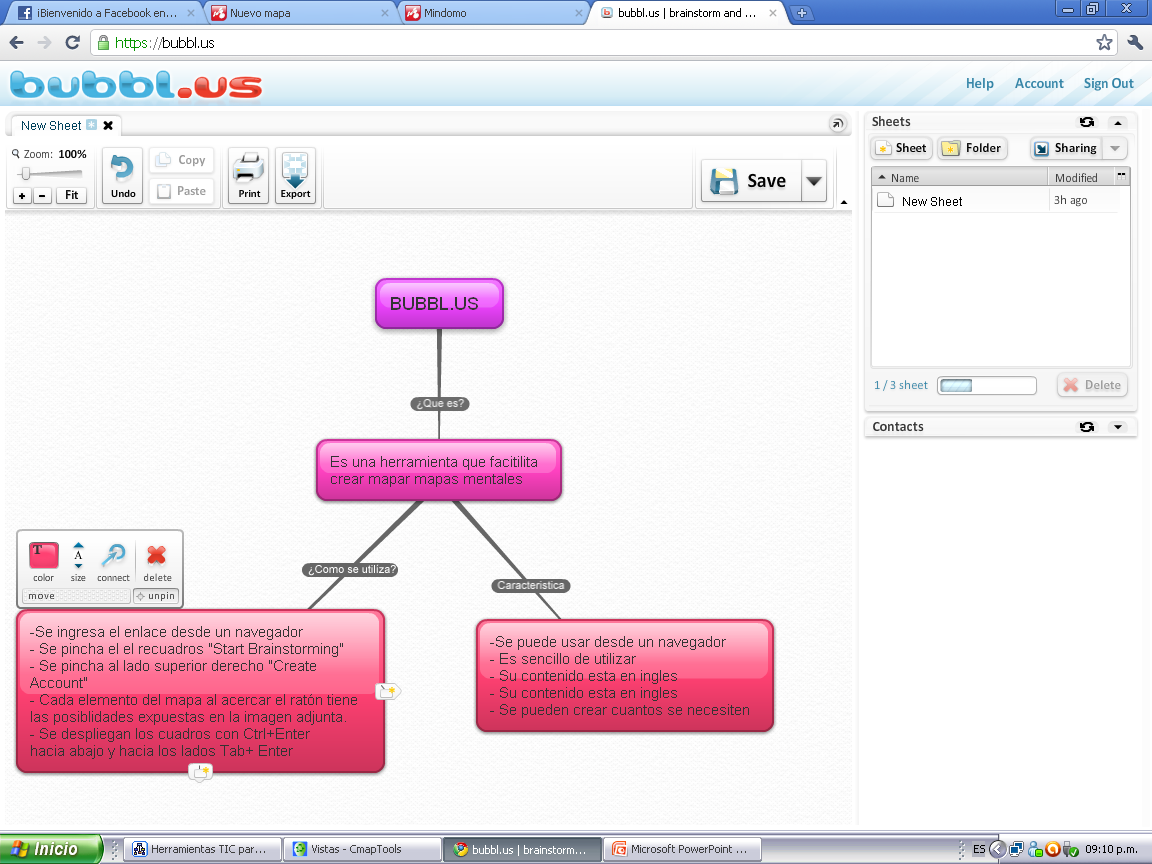 ¡Bienvenido a Facebook en...
Nuevo mapa
Mindomo
bubbl.us | brainstorm and ...
https://bubbl.us
bubbl.us
Help
Account
Sign Out
New Sheet
Zoom: 100%
+
-
Fit
Undo
Copy
Paste
Print
Export
Save
Sheets
Sheet
Folder
Sharing
Name
Modified
New Sheet
3h ago
1 / 3 sheet
Delete
Contacts
BUBBL.US
¿Que es?
Es una herramienta que facitilita
crear mapar mapas mentales
¿Como se utiliza?
Caracteristica
T
A
color
size
connect
delete
move
unpin
-Se ingresa el enlace desde un navegador
- Se pincha el el recuadros "Start Brainstorming"
- Se pincha al lado superior derecho "Create
Account"
- Cada elemento del mapa al acercar el ratón tiene
las posiblidades expuestas en la imagen adjunta.
- Se despliegan los cuadros con Ctrl+Enter
hacia abajo y hacia los lados Tab+ Enter
-Se puede usar desde un navegador
- Es sencillo de utilizar
- Su contenido esta en ingles
- Su contenido esta en ingles
- Se pueden crear cuantos se necesiten
Inicio
Herramientas TIC par...
Vistas - CmapTools
bubbl.us | brainstorm...
Microsoft PowerPoint ...
ES
09:10 p.m.